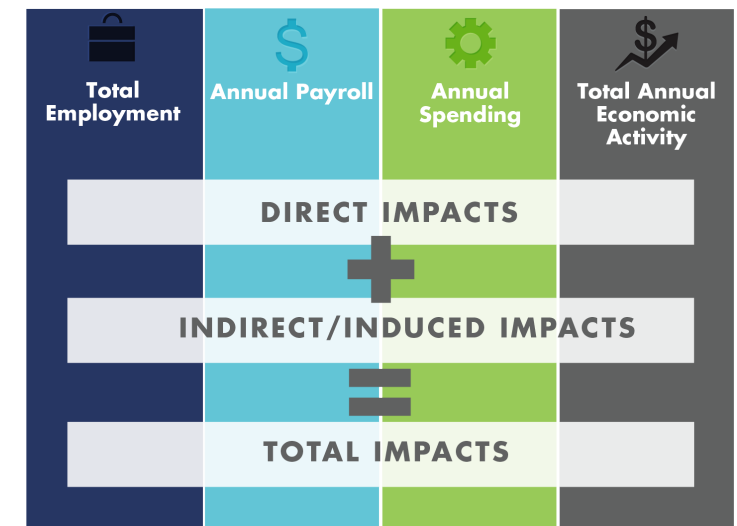 Total
Employment
Annual Payroll
Annual
Spending
Total Annual
Economic
Activity
DIRECT IMPACTS
INDIRECT/INDUCED IMPACTS
TOTAL IMPACTS